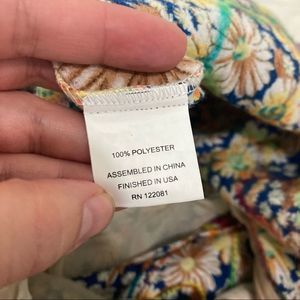 100% POLYESTER
ASSEMBLED IN CHINA
FINISHED IN USA
RN 122081